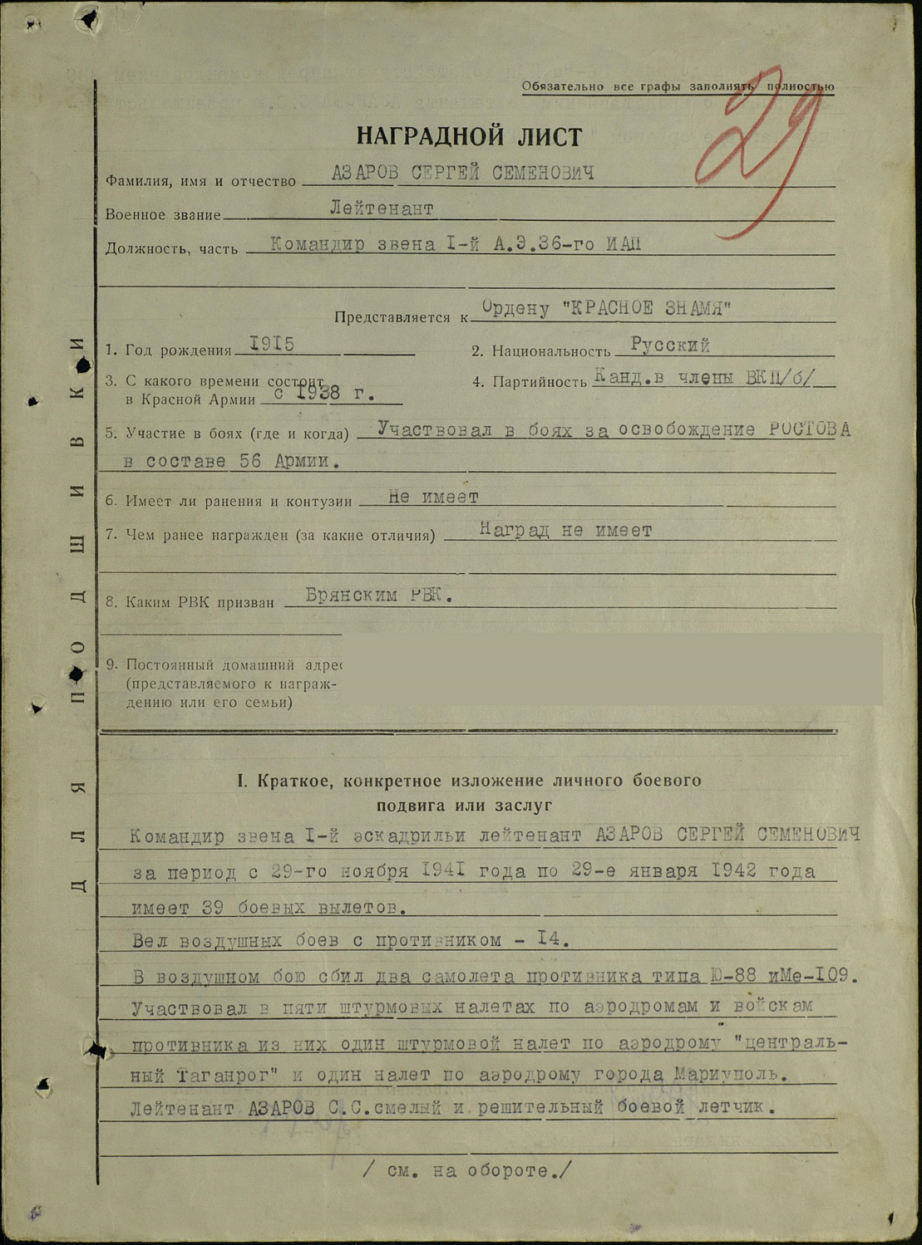 Обязательно все графы заполнять полностью
29
НАГРАДНОЙ ЛИСТ
Фамилия, имя и отчество АЗАРОВ СЕРГЕЙ СЕМЕНОВИЧ
Военное звание Лейтенант
Должность, часть Командир звена I-й А.Э.36-го ИАП
Представляется к Ордену "КРАСНОЕ ЗНАМЯ"
1. Год рождения 1915 2. Национальность Русский
3. С какого времени состоит
в Красной Армии с 1938 г. 4. Партийность Канд.в члены ВКП/б/
5. Участие в боях (где и когда) Участвовал в боях за освобождение РОСТОВА
в составе 56 Армии.
6. Имеет ли ранения и контузии Не имеет
7. Чем ранее награжден (за какие отличия) Наград не имеет
8. Каким РВК призван Брянским РВК.
9. Постоянный домашний адрес
(представляемого к награж-
дению или его семьи)
ДЛЯ ПОДШИВКИ
I. Краткое, конкретное изложение личного боевого
подвига или заслуг
Командир звена I-й эскадрильи лейтенант АЗАРОВ СЕРГЕЙ СЕМЕНОВИЧ
за период с 29-го ноября 1941 года по 29-е января 1942 года
имеет 39 боевых вылетов.
Вел воздушных боев с противником - I4.
В воздушном бою сбил два самолета противника типа Ю-88 иМе-I09.
Участвовал в пяти штурмовых налетах по аэродромам и войскам
противника из них один штурмовой налет по аэродрому "централь-
ный Таганрог" и один налет по аэродрому города Мариуполь.
Лейтенант АЗАРОВ С.С.смелый и решительный боевой летчик.
/ см. на обороте./